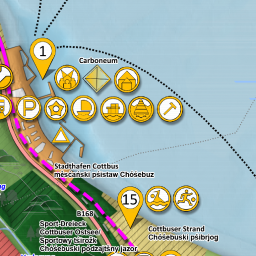 1
Carboneum
P
Stadthafen Cottbus
měsćański pśistaw Chóśebuz
15
B168
Sport-Dreieck
Cottbuser Ostsee
Sportowy tśirožk
Chóśebuski pódzajtšny jazor
Cottbuser Strand
Chóśebuski pśibrjog